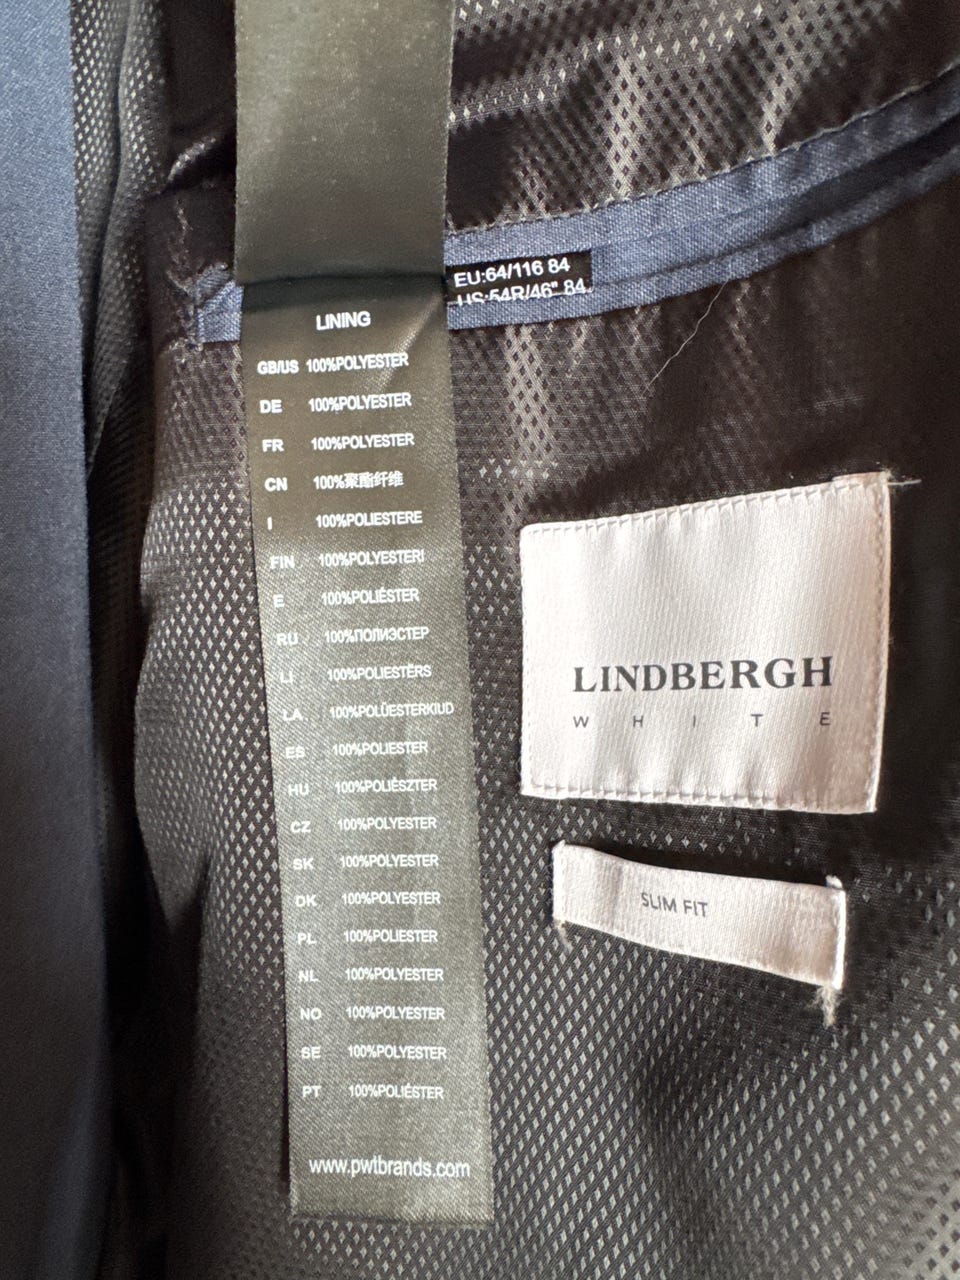 EU:64/116 84
US:54R/46" 84
LINING
GB/US 100%POLYESTER
DE 100%POLYESTER
FR 100%POLYESTER
CN 100%聚酯纤维
I 100%POLIESTERE
FIN 100%POLYESTERI
E 100%POLIÉSTER
RU 100%ПОЛИЭСТЕР
LI 100%POLIESTĒRS
LA 100%POLÜESTERKIUD
ES 100%POLIESTER
HU 100%POLIÉSZTER
CZ 100%POLYESTER
SK 100%POLYESTER
DK 100%POLYESTER
PL 100%POLIESTER
NL 100%POLYESTER
NO 100%POLYESTER
SE 100%POLYESTER
PT 100%POLIÉSTER
www.pwtbrands.com
LINDBERGH
WHITE
SLIM FIT